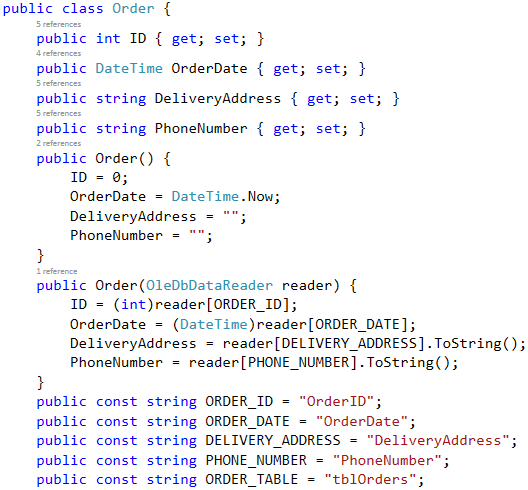 public class Order {
5 references
public int ID { get; set; }
4 references
public DateTime OrderDate { get; set; }
5 references
public string DeliveryAddress { get; set; }
5 references
public string PhoneNumber { get; set; }
2 references
public Order() {
ID = 0;
OrderDate = DateTime.Now;
DeliveryAddress = "";
PhoneNumber = "";
}
1 reference
public Order(OleDbDataReader reader) {
ID = (int)reader[ORDER_ID];
OrderDate = (DateTime)reader[ORDER_DATE];
DeliveryAddress = reader[DELIVERY_ADDRESS].ToString();
PhoneNumber = reader[PHONE_NUMBER].ToString();
}
public const string ORDER_ID = "OrderID";
public const string ORDER_DATE = "OrderDate";
public const string DELIVERY_ADDRESS = "DeliveryAddress";
public const string PHONE_NUMBER = "PhoneNumber";
public const string ORDER_TABLE = "tblOrders";